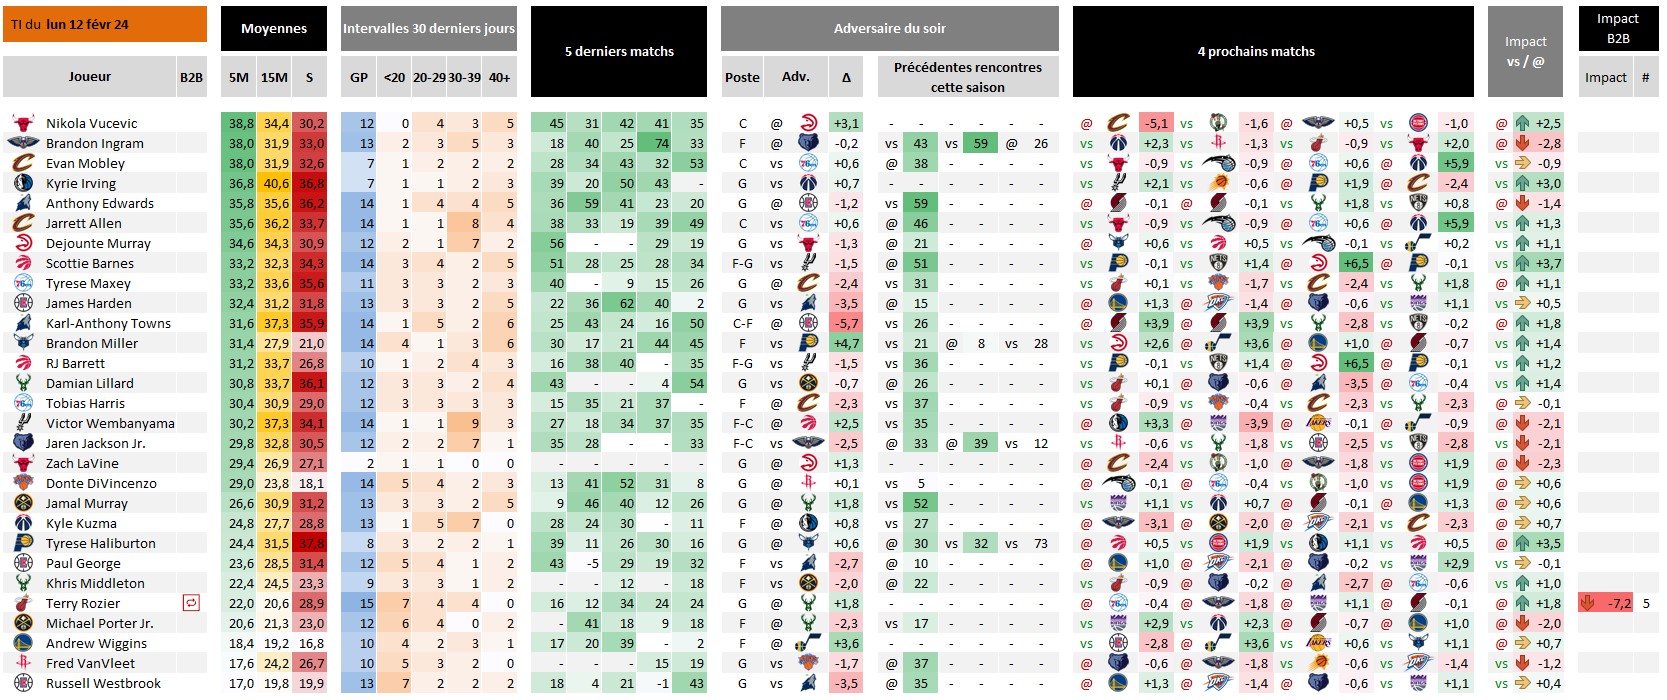 TI du lun 12 févr 24
Moyennes
Intervalles 30 derniers jours
5 derniers matchs
Adversaire du soir
4 prochains matchs
Impact vs / @
Impact B2B
Joueur B2B 5M 15M S GP <20 20-29 30-39 40+ Poste Adv. Δ Précédentes rencontres cette saison Impact #
Nikola Vucevic 38,8 34,4 30,2 12 0 4 3 5 45 31 42 41 35 C @ +3,1 - - - - - - @ -5,1 vs -1,6 @ +0,5 vs -1,0 @ +2,5
Brandon Ingram 38,0 31,9 33,0 13 2 3 5 3 18 40 25 74 33 F @ -0,2 vs 43 vs 59 @ 26 vs +2,3 vs -1,3 vs -0,9 vs +2,0 @ -2,8
Evan Mobley 38,0 31,9 32,6 7 1 2 2 2 28 34 43 32 53 C vs +0,6 @ 38 - - - - vs -0,9 vs -0,9 @ +0,6 @ +5,9 vs -0,9
Kyrie Irving 36,8 40,6 36,8 7 1 1 2 3 39 20 50 43 - G vs +0,7 - - - - - - vs +2,1 vs -0,6 @ +1,9 @ -2,4 vs +3,0
Anthony Edwards 35,8 35,6 36,2 14 1 4 4 5 36 59 41 23 20 G @ -1,2 vs 59 - - - - @ -0,1 @ -0,1 vs +1,8 vs +0,8 @ -1,4
Jarrett Allen 35,6 36,2 33,7 14 1 1 8 4 38 33 19 39 49 C vs +0,6 @ 46 - - - - vs -0,9 vs -0,9 @ +0,6 @ +5,9 vs +1,3
Dejounte Murray 34,6 34,3 30,9 12 2 1 7 2 56 - - 29 19 G vs -1,3 @ 21 - - - - @ +0,6 vs +0,5 vs -0,1 vs +0,2 vs +1,1
Scottie Barnes 33,2 32,3 34,3 14 3 4 2 5 51 28 25 28 34 F-G vs -1,5 @ 51 - - - - vs -0,1 vs +1,4 @ +6,5 @ -0,1 vs +3,7
Tyrese Maxey 33,2 33,6 35,6 11 3 3 2 3 40 - 9 15 26 G @ -2,4 vs 31 - - - - vs +0,1 vs -1,7 @ -2,4 vs +1,8 @ +1,1
James Harden 32,4 31,2 31,8 13 3 3 2 5 22 36 62 40 2 G vs -3,5 @ 15 - - - - @ +1,3 @ -1,4 @ -0,6 vs +1,1 vs +0,5
Karl-Anthony Towns 31,6 37,3 35,9 14 1 5 2 6 25 43 24 16 50 C-F @ -5,7 vs 26 - - - - @ +3,9 @ +3,9 vs -2,8 vs -0,2 @ +1,8
Brandon Miller 31,4 27,9 21,0 14 4 1 3 6 30 17 21 44 45 F vs +4,7 vs 21 @ 8 vs 28 vs +2,6 @ +3,6 @ +1,0 @ -0,7 vs +1,4
RJ Barrett 31,2 33,7 26,8 10 1 2 4 3 16 38 40 - 35 F-G vs -1,5 vs 36 - - - - vs -0,1 vs +1,4 @ +6,5 @ -0,1 vs +1,2
Damian Lillard 30,8 33,7 36,1 12 3 3 2 4 43 - - 4 54 G vs -0,7 @ 26 - - - - vs +0,1 @ -0,6 @ -3,5 @ -0,4 vs +1,4
Tobias Harris 30,4 30,9 29,0 12 3 3 3 3 15 35 21 37 - F @ -2,3 vs 37 - - - - vs -0,9 vs -0,4 @ -2,3 vs -2,3 @ -0,1
Victor Wembanyama 30,2 37,3 34,1 14 1 1 9 3 27 18 34 37 35 F-C @ +2,5 vs 35 - - - - @ +3,3 @ -3,9 @ -0,1 @ -0,9 @ -2,1
Jaren Jackson Jr. 29,8 32,8 30,5 12 2 2 7 1 35 28 - - 33 F-C vs -2,5 @ 33 @ 39 vs 12 vs -0,6 vs -1,8 vs -2,5 vs -2,8 vs -2,1
Zach LaVine 29,4 26,9 27,1 2 1 1 0 0 - - - - - G @ +1,3 - - - - - - @ -2,4 vs -1,0 @ -1,8 vs +1,9 @ -2,3
Donte DiVincenzo 29,0 23,8 18,1 14 5 4 2 3 13 41 52 31 8 G @ +0,1 vs 5 - - - - @ -0,1 @ -0,4 vs -1,0 vs +1,9 @ +0,6
Jamal Murray 26,6 30,9 31,2 13 3 3 2 5 9 46 40 12 26 G @ +1,8 vs 52 - - - - vs +1,1 @ +0,7 @ -0,1 @ +1,3 @ +0,6
Kyle Kuzma 24,8 27,7 28,8 13 1 5 7 0 28 24 30 - 11 F @ +0,8 vs 27 - - - - @ -3,1 @ -2,0 @ -2,1 vs -2,3 @ +0,7
Tyrese Haliburton 24,4 31,5 37,8 8 3 2 2 1 39 11 26 30 16 G @ +0,6 @ 30 vs 32 vs 73 @ +0,5 vs +1,9 vs +1,1 vs +0,5 @ +3,5
Paul George 23,6 28,5 31,4 12 5 4 1 2 43 -5 29 19 32 F vs -2,7 @ 10 - - - - @ +1,0 @ -2,1 @ -0,2 vs +2,9 vs -0,1
Khris Middleton 22,4 24,5 23,3 9 3 3 1 2 - - 12 - 18 F vs -2,0 @ 22 - - - - vs -0,9 @ -0,2 @ -2,7 @ -0,6 vs +1,0
Terry Rozier 22,0 20,6 28,9 15 7 4 4 0 16 12 34 24 24 G @ +1,8 - - - - - - @ -0,4 @ -1,8 @ +1,1 @ -0,1 @ +1,8 -7,2 5
Michael Porter Jr. 20,6 21,3 23,0 12 6 4 0 2 - 41 18 9 18 F @ -2,3 vs 17 - - - - vs +2,9 @ +2,3 @ -0,7 @ +1,0 @ -2,0
Andrew Wiggins 18,4 19,2 16,8 10 4 2 3 1 17 20 39 - 2 F @ +3,6 - - - - - - vs -2,8 @ +3,6 vs +0,6 vs +1,1 @ +0,7
Fred VanVleet 17,6 24,2 26,7 10 5 3 2 0 - - - 15 19 G vs -1,7 @ 37 - - - - @ -0,6 @ -1,8 vs -0,6 vs -1,4 vs -1,2
Russell Westbrook 17,0 19,8 19,9 13 7 2 2 2 18 4 21 -1 43 G vs -3,5 @ 35 - - - - @ +1,3 @ -1,4 @ -0,6 vs +1,1 vs +0,4